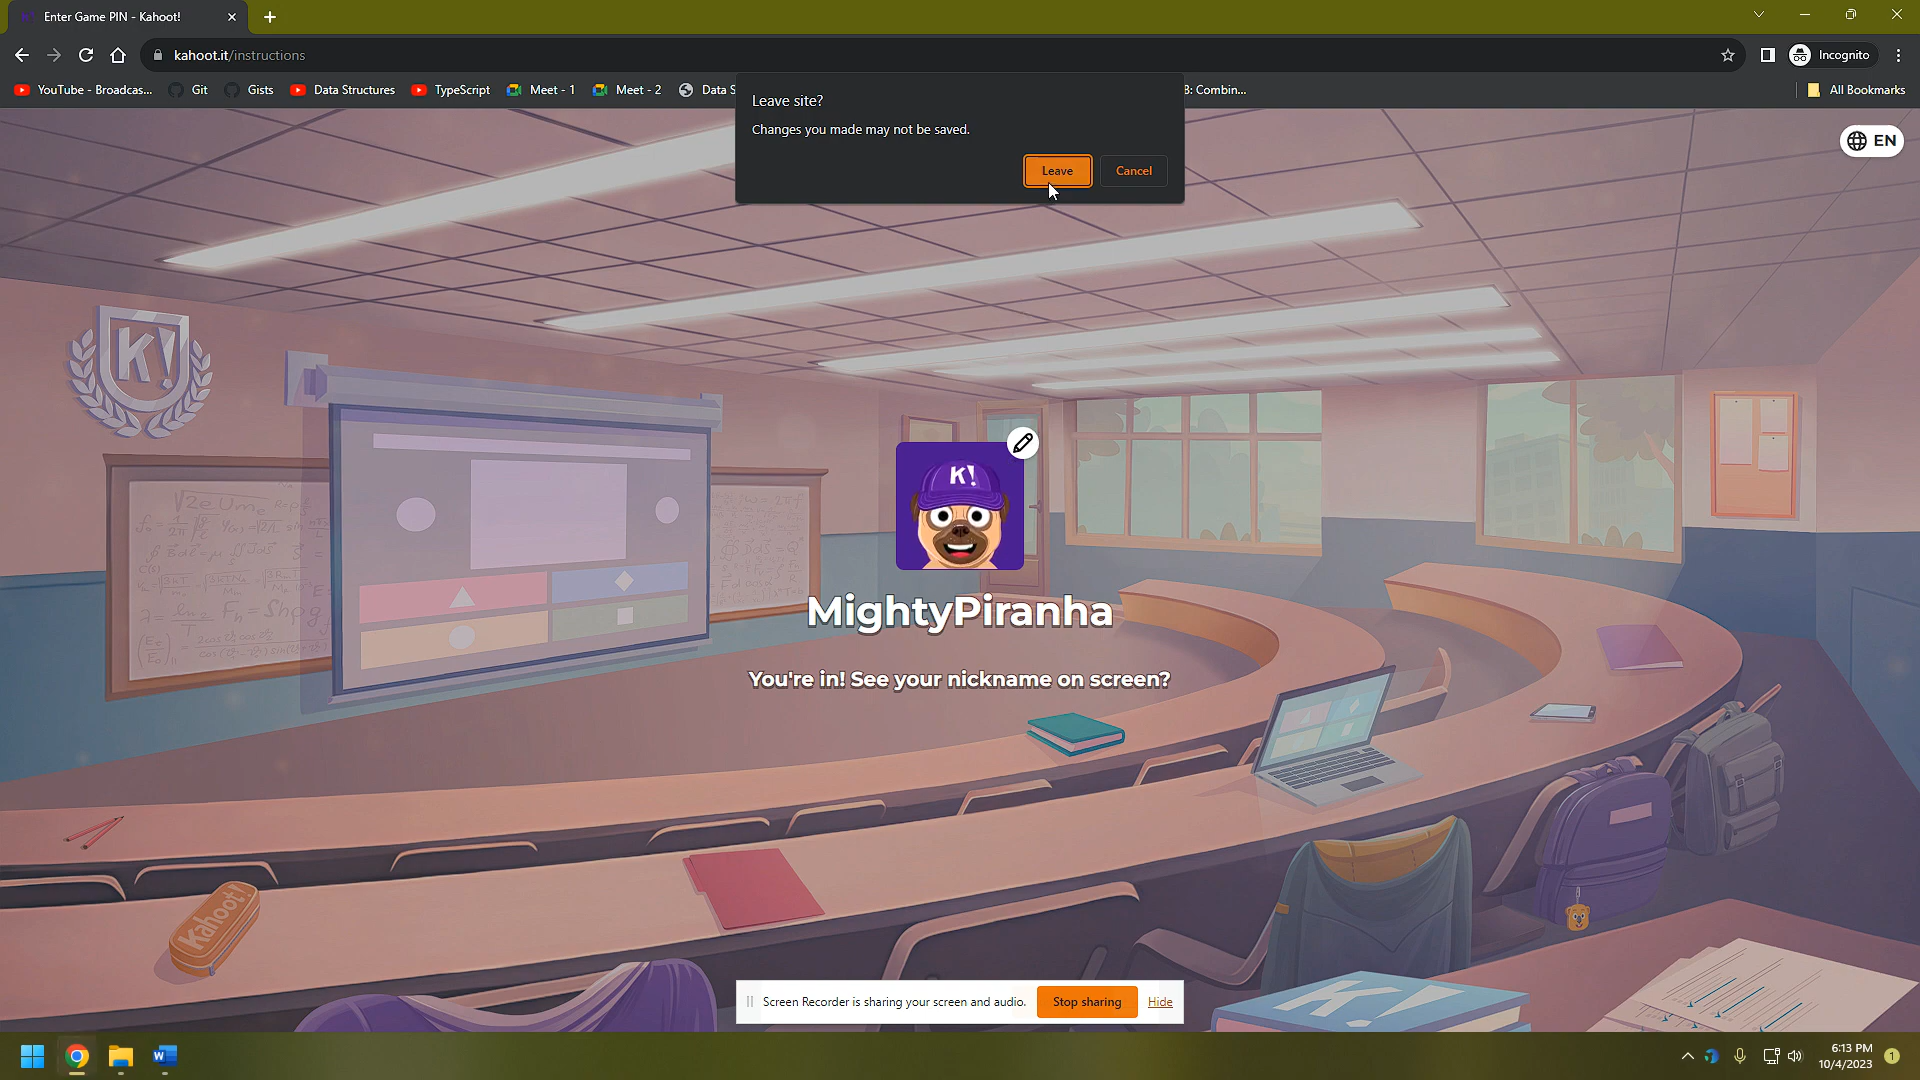 Enter Game PIN - Kahoot!
kahoot.it/instructions
Incognito
YouTube - Broadcas...
Git
Gists
Data Structures
TypeScript
Meet - 1
Meet - 2
Data S
B: Combin...
All Bookmarks
Leave site?
Changes you made may not be saved.
Leave
Cancel
EN
K!
K!
MightyPiranha
You're in! See your nickname on screen?
Kahoot!
K!
Screen Recorder is sharing your screen and audio.
Stop sharing
Hide
W
6:13 PM
10/4/2023
1